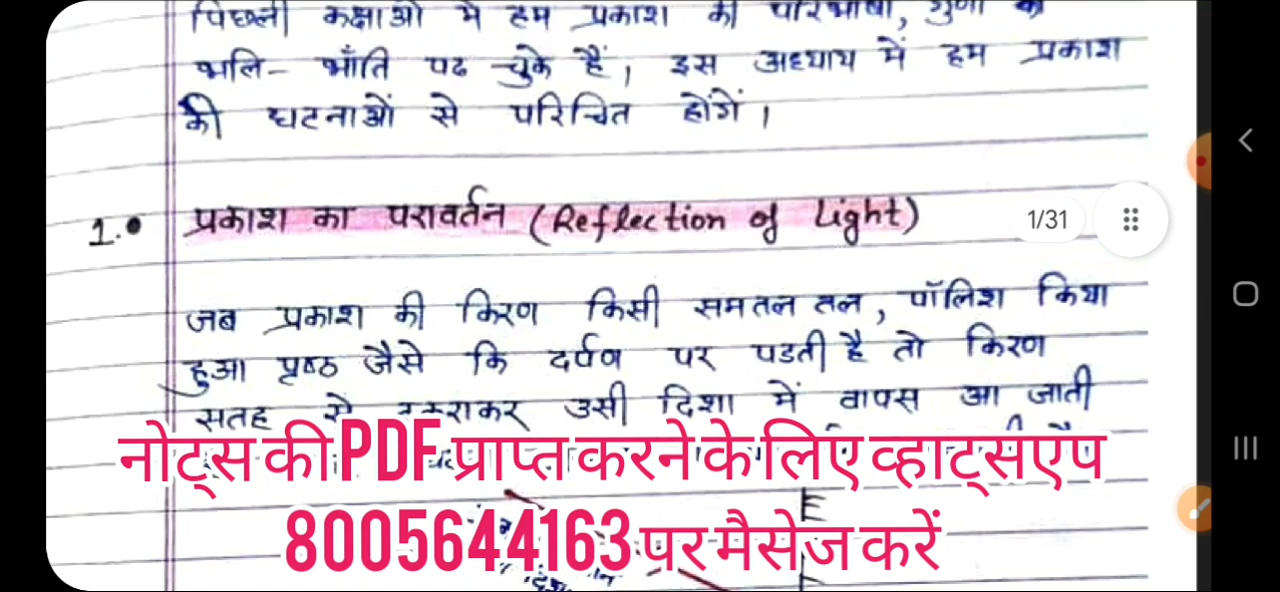 पिछली कक्षाओं में हम प्रकाश की परिभाषा, गुणों को
भलि-भाँति पढ चुके हैं, इस अध्याय में हम प्रकाश
की घटनाओं से परिचित होंगें।
1. प्रकाश का परावर्तन (Reflection of Light)
1/31
जब प्रकाश की किरण किसी समतल तल, पॉलिश किया
हुआ पृष्ठ जैसे कि दर्पण पर पडती है तो किरण
सतह से टकराकर उसी दिशा में वापस आ जाती
नोट्स की PDF प्राप्त करने के लिए व्हाट्सएप
8005644163 पर मैसेज करें